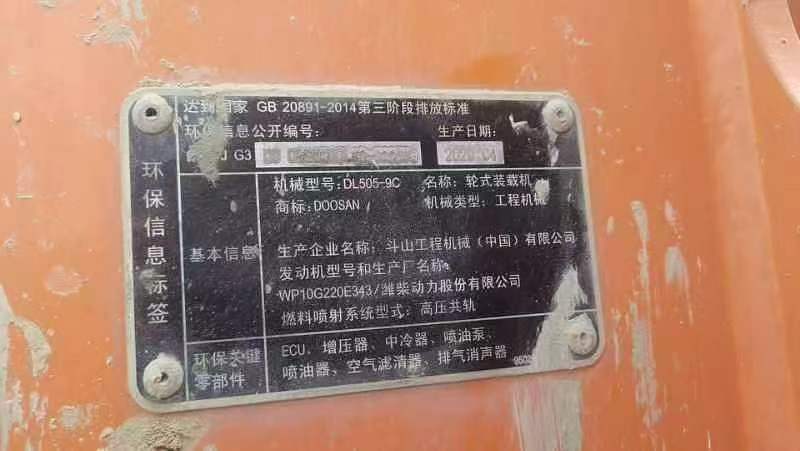 环保信息标签
达到国家 GB 20891-2014第三阶段排放标准
环保信息公开编号: 生产日期:
G3
基本信息
机械型号:DL505-9C 名称: 轮式装载机
商标:DOOSAN 机械类型: 工程机械
生产企业名称: 斗山工程机械(中国)有限公司
发动机型号和生产厂名称:
WP10G220E343/潍柴动力股份有限公司
燃料喷射系统型式: 高压共轨
环保关键
零部件
ECU、增压器、中冷器、喷油泵、
喷油器、空气滤清器、排气消声器